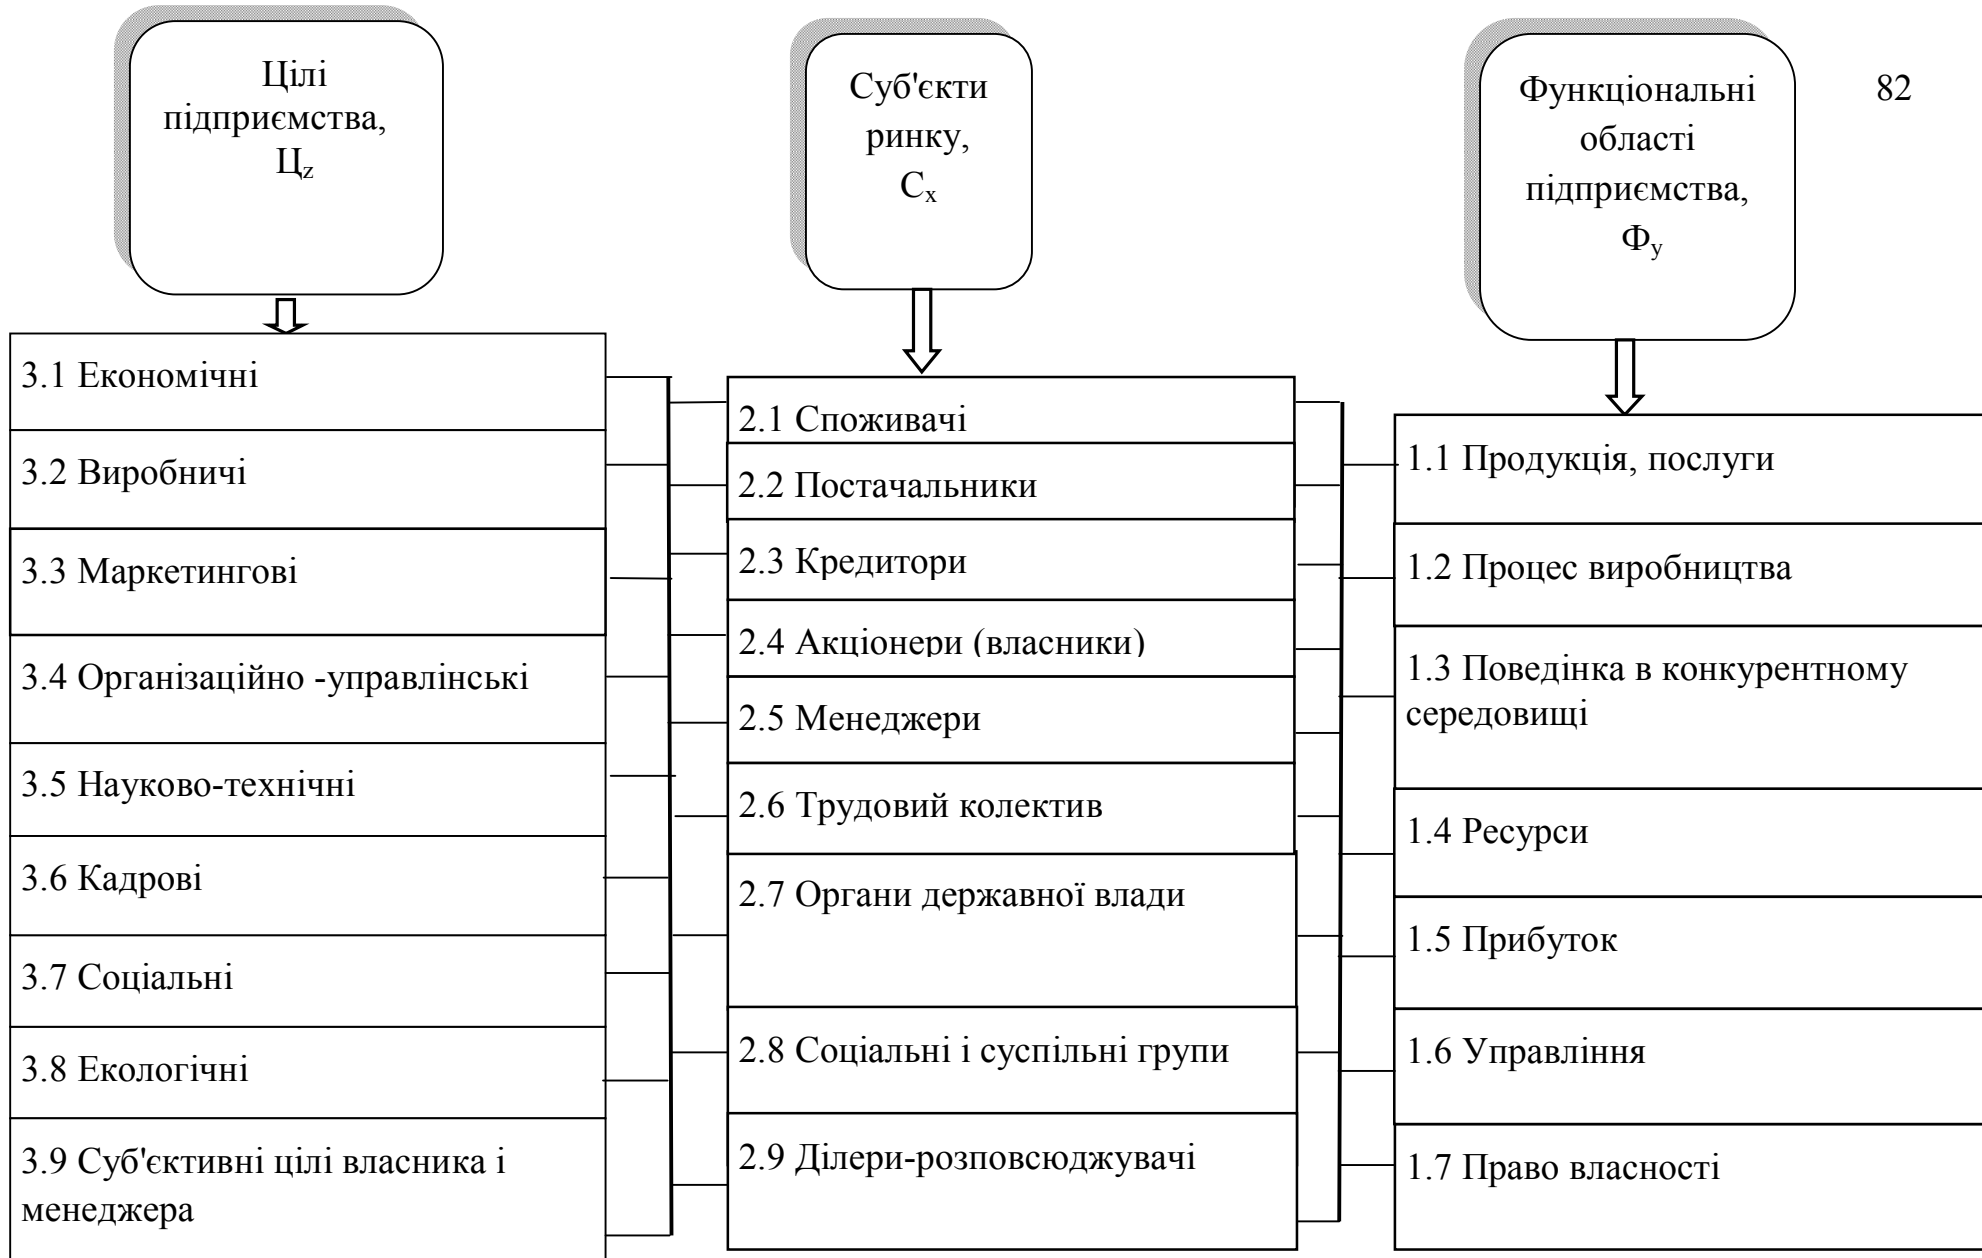 Цілі
підприємства,
Цz
Суб'єкти
ринку,
Сx
Функціональні
області
підприємства,
Фy
82
3.1 Економічні
3.2 Виробничі
3.3 Маркетингові
3.4 Організаційно -управлінські
3.5 Науково-технічні
3.6 Кадрові
3.7 Соціальні
3.8 Екологічні
3.9 Суб'єктивні цілі власника і
менеджера
2.1 Споживачі
2.2 Постачальники
2.3 Кредитори
2.4 Акціонери (власники)
2.5 Менеджери
2.6 Трудовий колектив
2.7 Органи державної влади
2.8 Соціальні і суспільні групи
2.9 Ділери-розповсюджувачі
1.1 Продукція, послуги
1.2 Процес виробництва
1.3 Поведінка в конкурентному
середовищі
1.4 Ресурси
1.5 Прибуток
1.6 Управління
1.7 Право власності